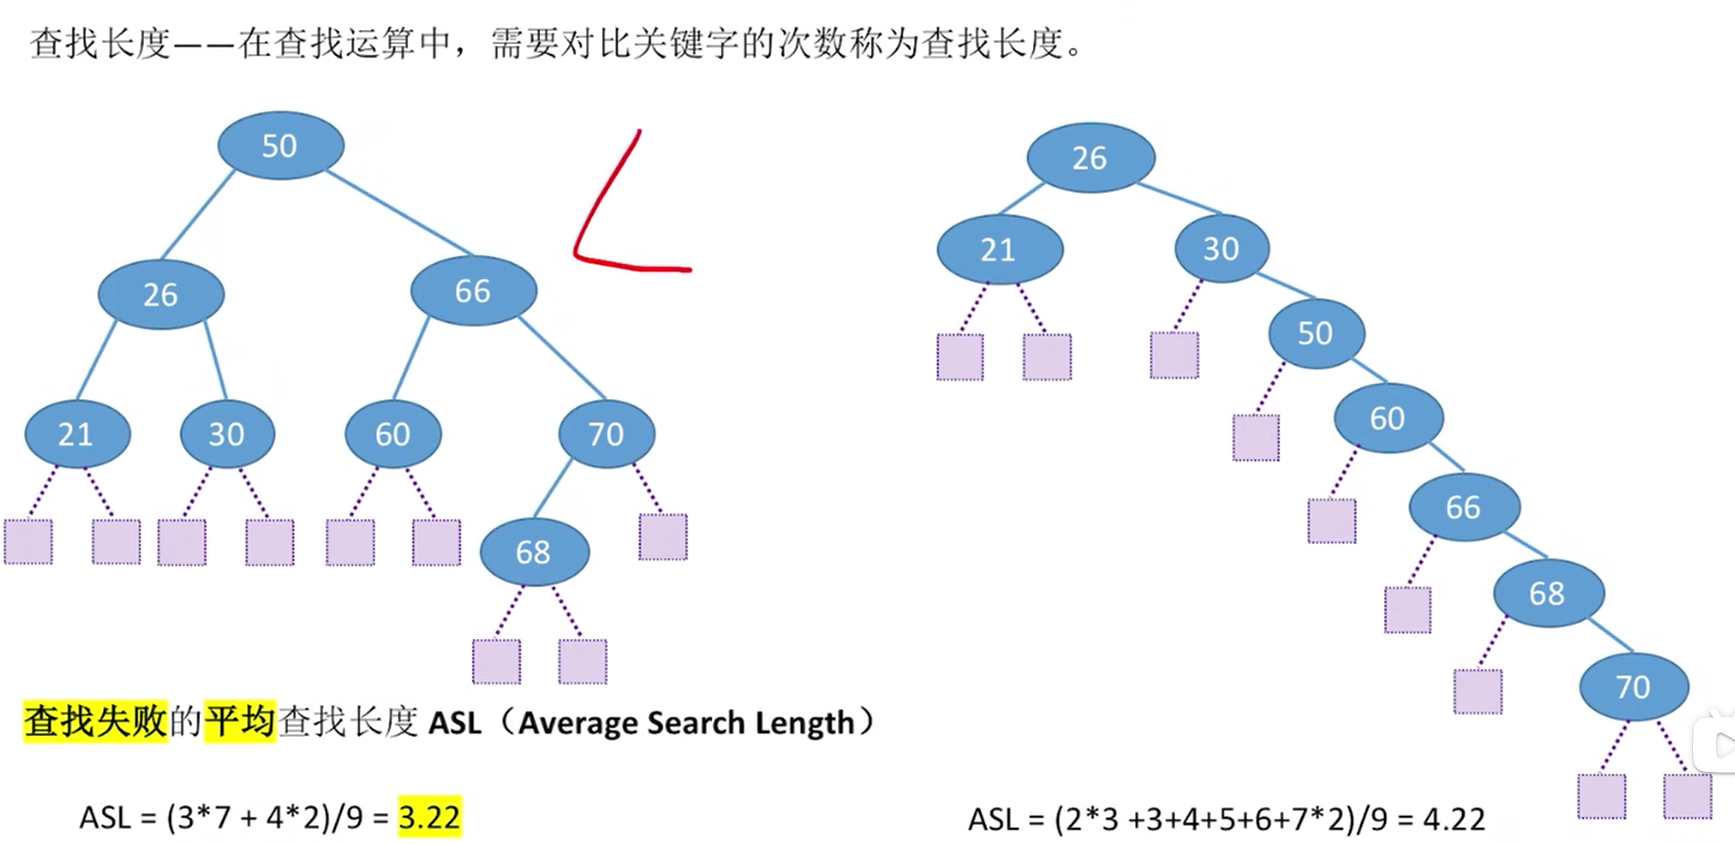 查找长度——在查找运算中，需要对比关键字的次数称为查找长度。
50
26 66
21 30 60 70
68
26
21 30
50
60
66
68
70
查找失败的平均查找长度 ASL（Average Search Length）
ASL = (3*7 + 4*2)/9 = 3.22
ASL = (2*3 +3+4+5+6+7*2)/9 = 4.22